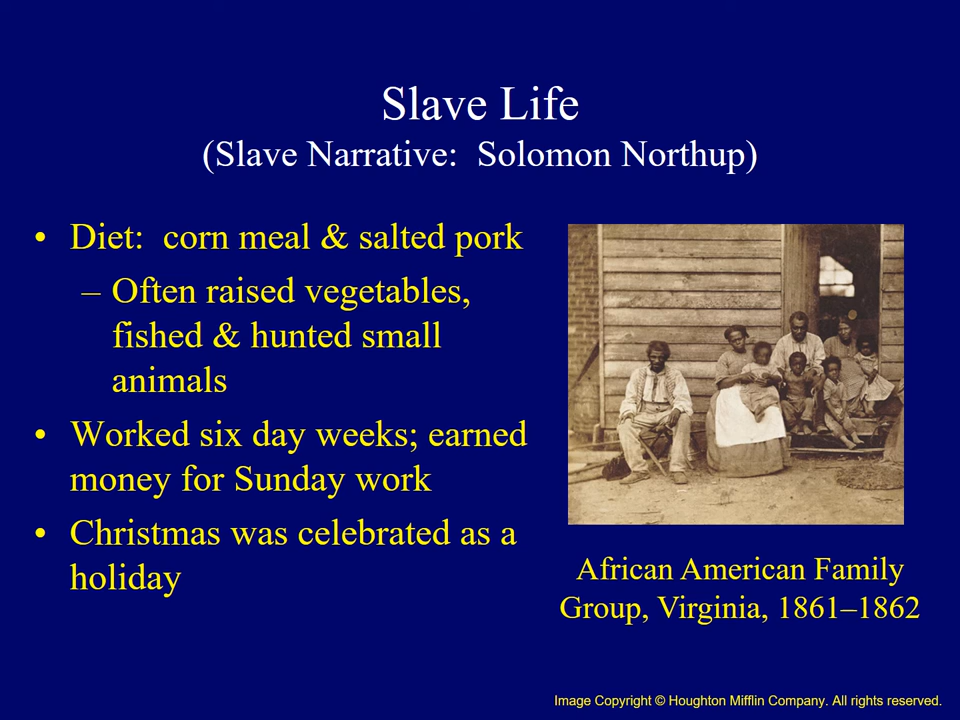 Slave Life
(Slave Narrative:  Solomon Northup)
• Diet:  corn meal & salted pork
– Often raised vegetables,
fished & hunted small
animals
• Worked six day weeks; earned
money for Sunday work
• Christmas was celebrated as a
holiday
African American Family
Group, Virginia, 1861–1862
Image Copyright © Houghton Mifflin Company. All rights reserved.